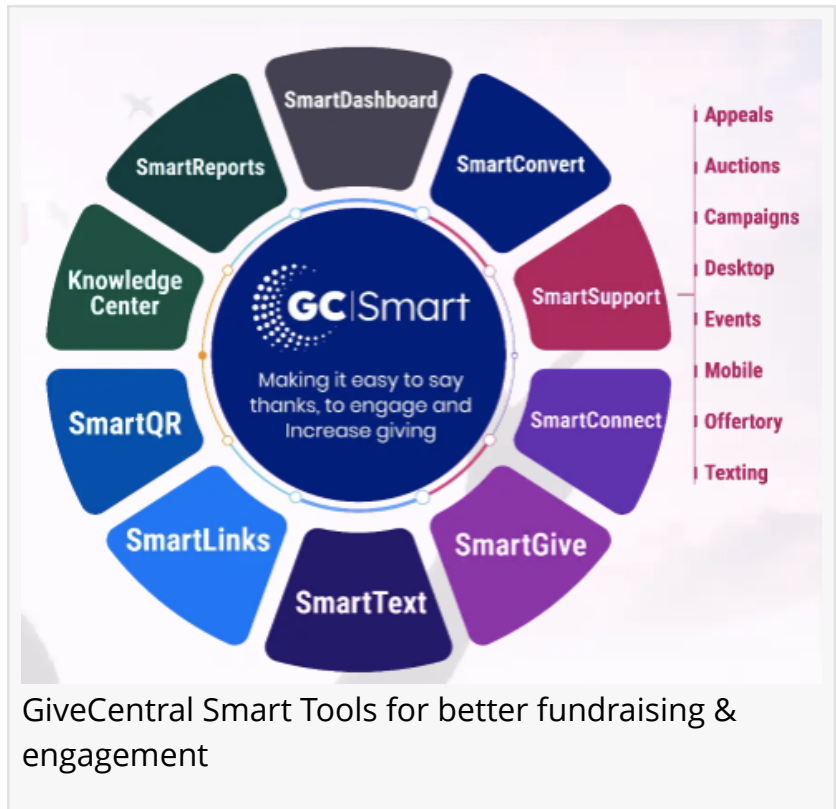 SmartDashboard
SmartConvert
SmartSupport
SmartConnect
SmartGive
SmartText
SmartLinks
SmartQR
Knowledge
Center
SmartReports
GC|Smart
Making it easy to say
thanks, to engage and
Increase giving
Appeals
Auctions
Campaigns
Desktop
Events
Mobile
Offertory
Texting
GiveCentral Smart Tools for better fundraising &
engagement